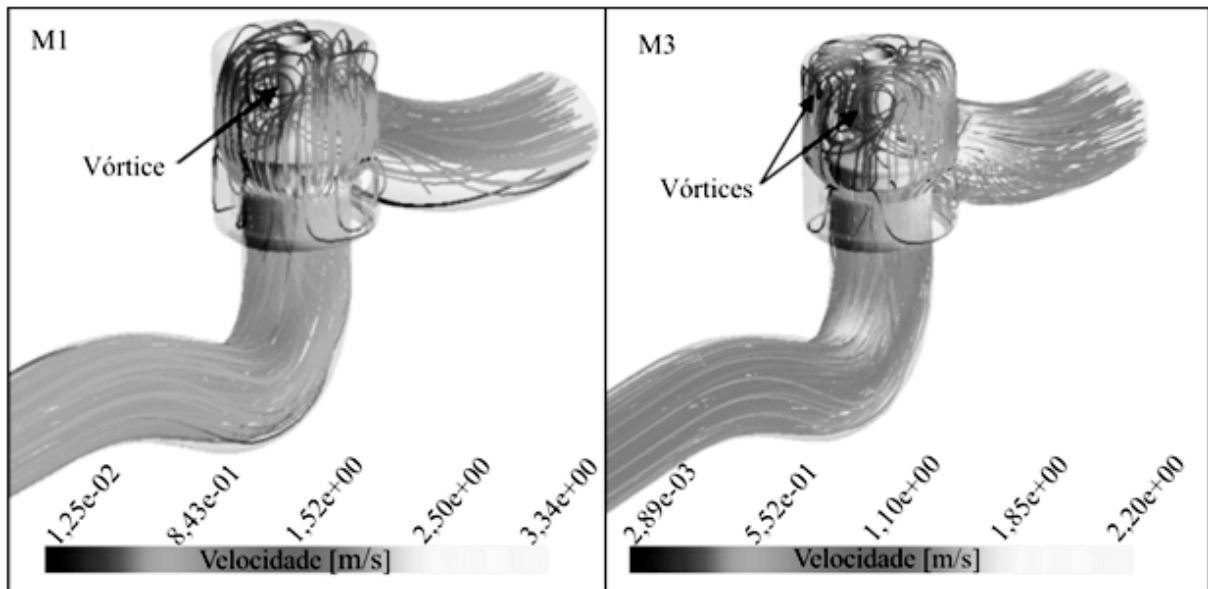 M1
Vórtice
1,25e-02
8,43e-01
1,52e+00
2,50e+00
3,34e+00
Velocidade [m/s]
M3
Vórtices
2,89e-03
5,52e-01
1,10e+00
1,85e+00
2,20e+00
Velocidade [m/s]